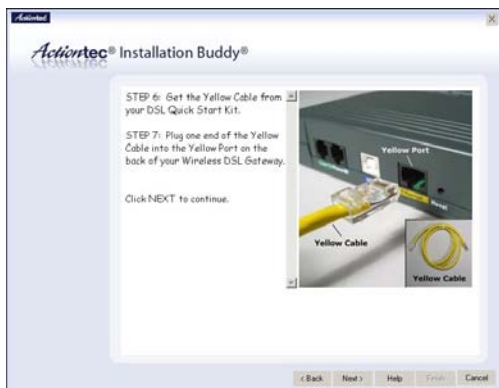 Actiontec
X
Actiontec® Installation Buddy®
STEP 6: Get the Yellow Cable from
your DSL Quick Start Kit.
STEP 7: Plug one end of the Yellow
Cable into the Yellow Port on the
back of your Wireless DSL Gateway.
Click NEXT to continue.
Yellow Port
Reset
Yellow Cable
Yellow Cable
< Back
Next >
Help
Finish
Cancel